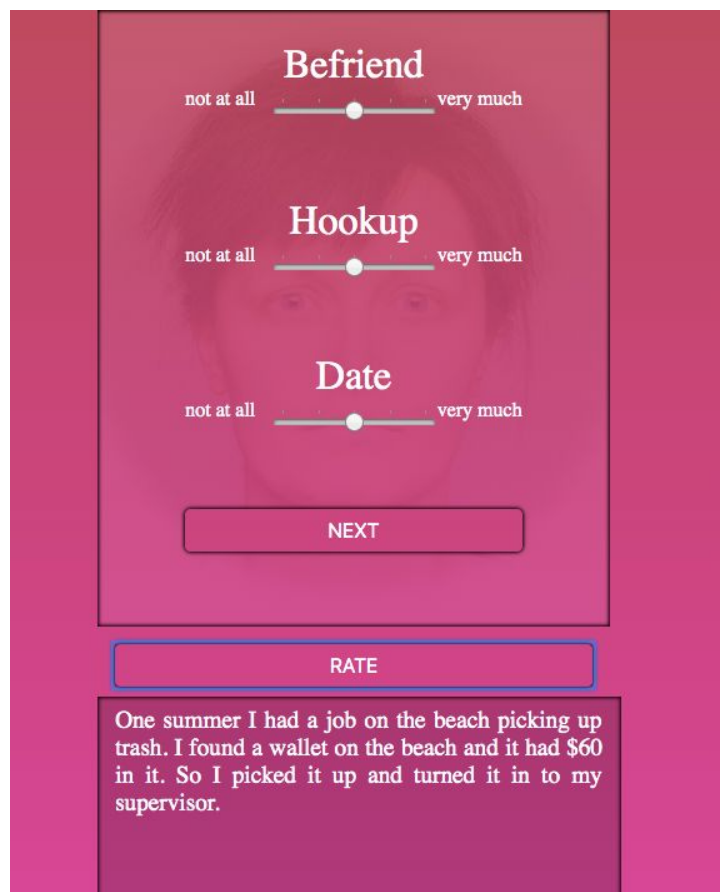 Befriend
not at all very much
Hookup
not at all very much
Date
not at all very much
NEXT
RATE
One summer I had a job on the beach picking up
trash. I found a wallet on the beach and it had $60
in it. So I picked it up and turned it in to my
supervisor.